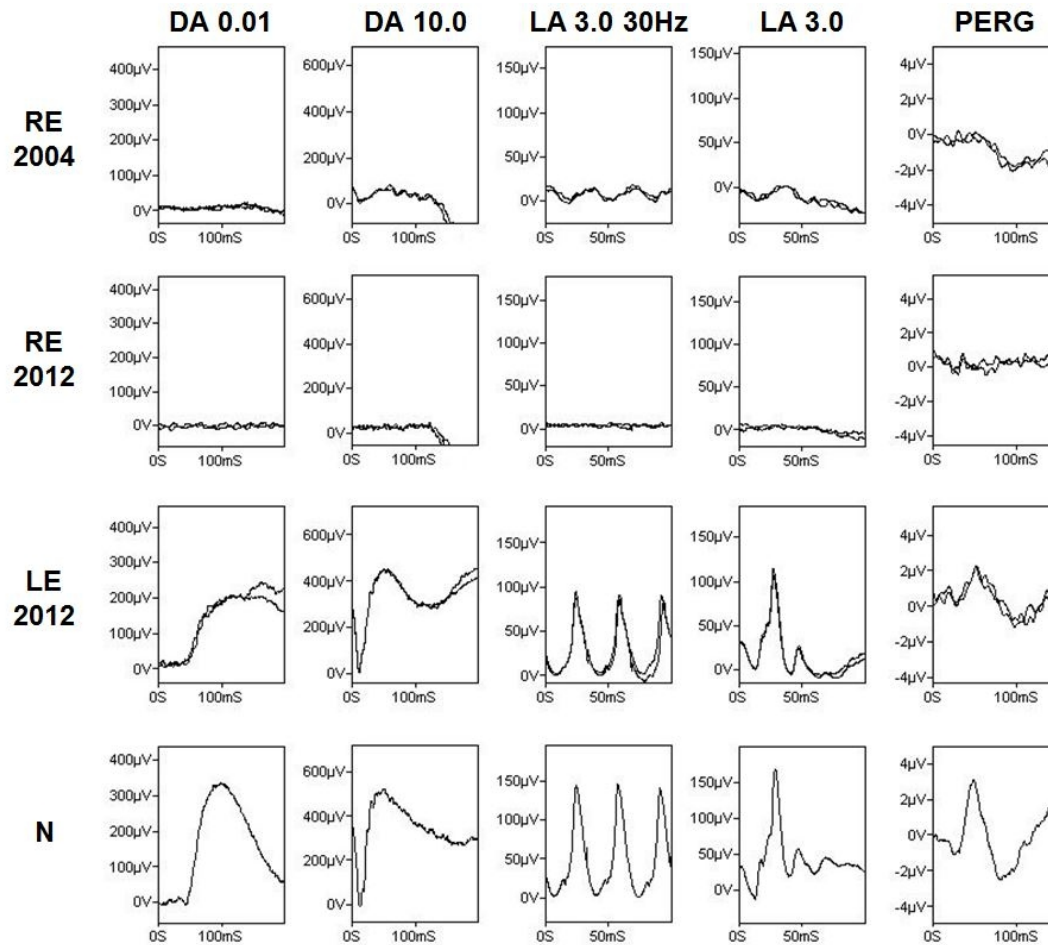 DA 0.01
DA 10.0
LA 3.0 30Hz
LA 3.0
PERG
RE
2004
400µV
300µV
200µV
100µV
0V
0S 100mS
600µV
400µV
200µV
0V
0S 100mS
150µV
100µV
50µV
0V
0S 50mS
150µV
100µV
50µV
0V
0S 50mS
4µV
2µV
0V
-2µV
-4µV
0S 100mS
RE
2012
400µV
300µV
200µV
100µV
0V
0S 100mS
600µV
400µV
200µV
0V
0S 100mS
150µV
100µV
50µV
0V
0S 50mS
150µV
100µV
50µV
0V
0S 50mS
4µV
2µV
0V
-2µV
-4µV
0S 100mS
LE
2012
400µV
300µV
200µV
100µV
0V
0S 100mS
600µV
400µV
200µV
0V
0S 100mS
150µV
100µV
50µV
0V
0S 50mS
150µV
100µV
50µV
0V
0S 50mS
4µV
2µV
0V
-2µV
-4µV
0S 100mS
N
400µV
300µV
200µV
100µV
0V
0S 100mS
600µV
400µV
200µV
0V
0S 100mS
150µV
100µV
50µV
0V
0S 50mS
150µV
100µV
50µV
0V
0S 50mS
4µV
2µV
0V
-2µV
-4µV
0S 100mS